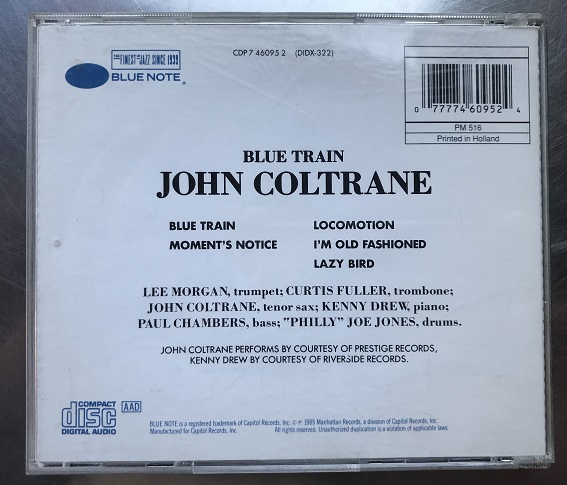 THE FINEST IN JAZZ SINCE 1939
BLUE NOTE®
CDP 7 46095 2 (DIDX-322)
0 77774 60952 4
PM 516
Printed in Holland
BLUE TRAIN
JOHN COLTRANE
BLUE TRAIN
MOMENT'S NOTICE
LOCOMOTION
I'M OLD FASHIONED
LAZY BIRD
LEE MORGAN, trumpet; CURTIS FULLER, trombone;
JOHN COLTRANE, tenor sax; KENNY DREW, piano;
PAUL CHAMBERS, bass; "PHILLY" JOE JONES, drums.
JOHN COLTRANE PERFORMS BY COURTESY OF PRESTIGE RECORDS,
KENNY DREW BY COURTESY OF RIVERSIDE RECORDS.
COMPACT
disc
DIGITAL AUDIO
AAD
BLUE NOTE is a registered trademark of Capitol Records, Inc. © ℗ 1985 Manhattan Records, a division of Capitol Records, Inc.
Manufactured for Capitol Records, Inc. All rights reserved. Unauthorized duplication is a violation of applicable laws.